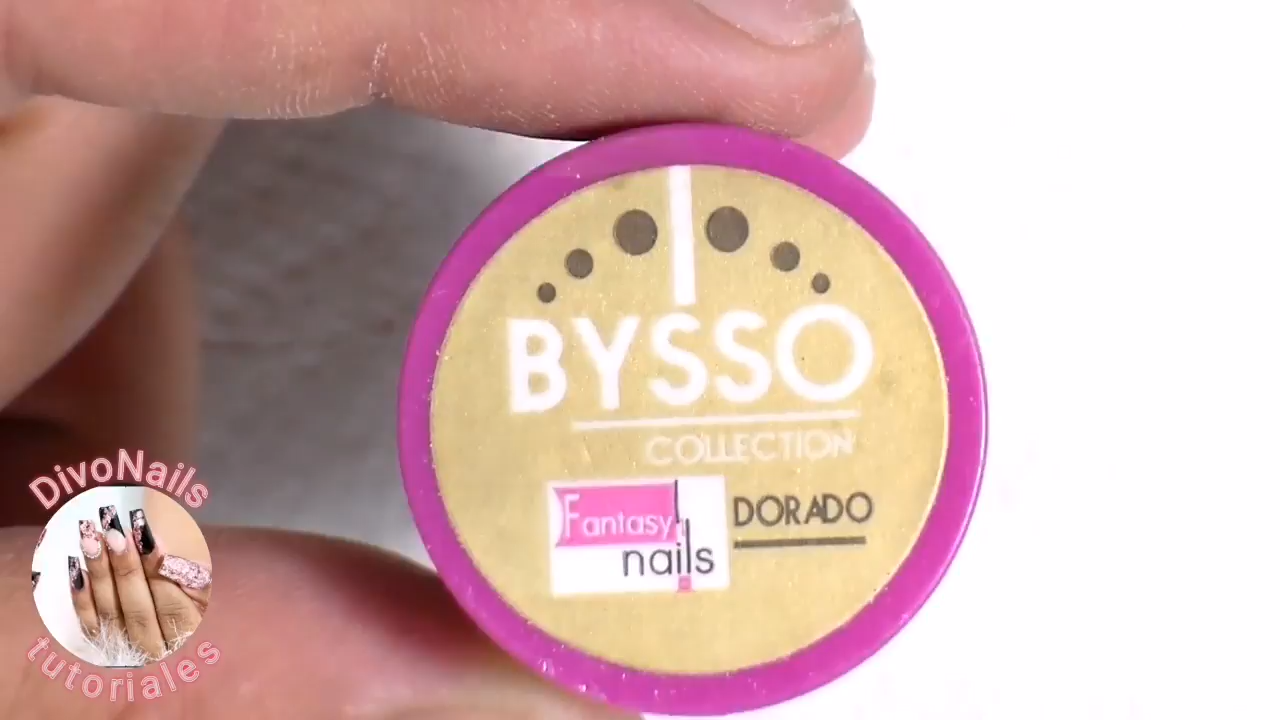 BYSSO
COLLECTION
Fantasy
nails
DORADO
DivoNails
tutoriales